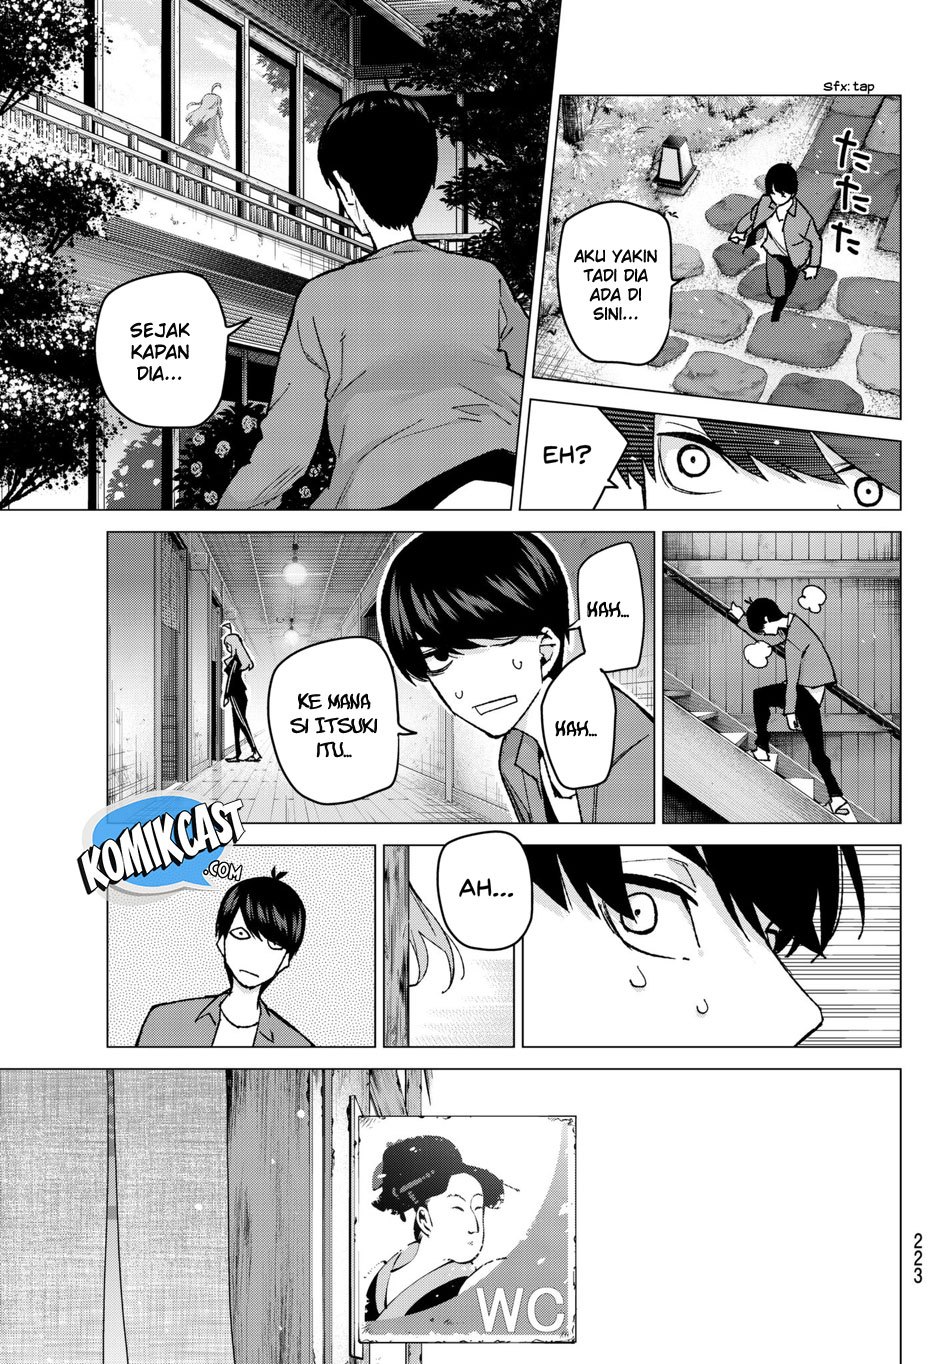 Sfx: tap
たたたた
AKU YAKIN
TADI DIA
ADA DI
SINI...
EH?
SEJAK
KAPAN
DIA...
HAH...
HAH...
KE MANA
SI ITSUKI
ITU...
KOMIKCAST
.COM
AH...
WC
223